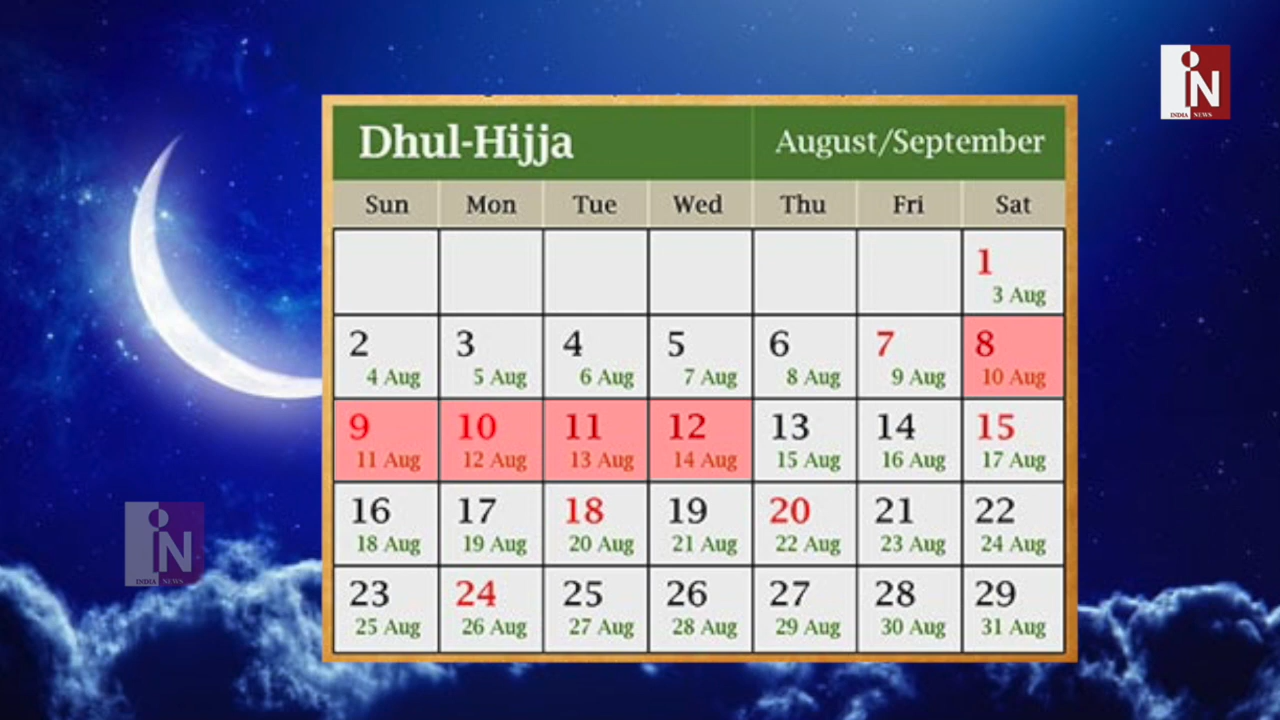 iN
INDIA NEWS
Dhul-Hijja August/September
Sun Mon Tue Wed Thu Fri Sat
1
3 Aug
2 3 4 5 6 7 8
4 Aug 5 Aug 6 Aug 7 Aug 8 Aug 9 Aug 10 Aug
9 10 11 12 13 14 15
11 Aug 12 Aug 13 Aug 14 Aug 15 Aug 16 Aug 17 Aug
16 17 18 19 20 21 22
18 Aug 19 Aug 20 Aug 21 Aug 22 Aug 23 Aug 24 Aug
23 24 25 26 27 28 29
25 Aug 26 Aug 27 Aug 28 Aug 29 Aug 30 Aug 31 Aug
iN
INDIA NEWS